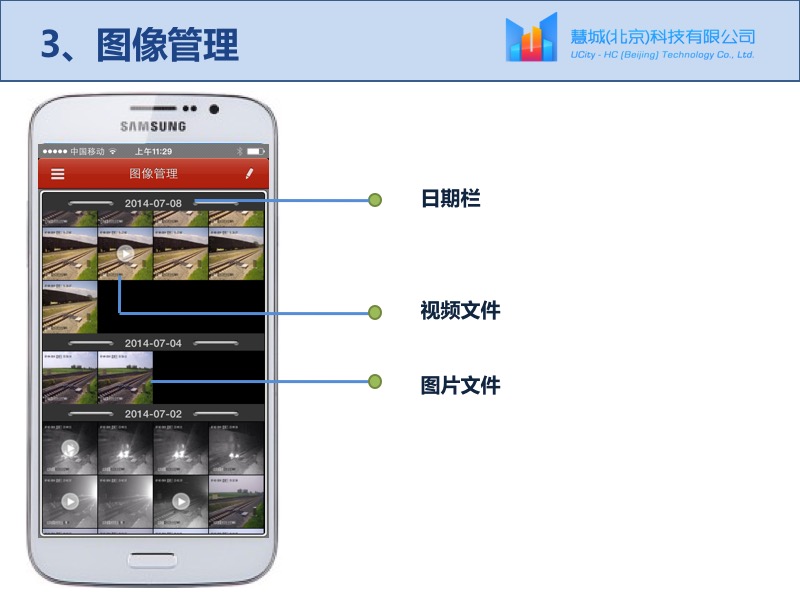 3、图像管理
慧城(北京)科技有限公司
UCity - HC (Beijing) Technology Co., Ltd.
SAMSUNG
中国移动 上午11:29
图像管理
2014-07-08
日期栏
视频文件
2014-07-04
图片文件
2014-07-02